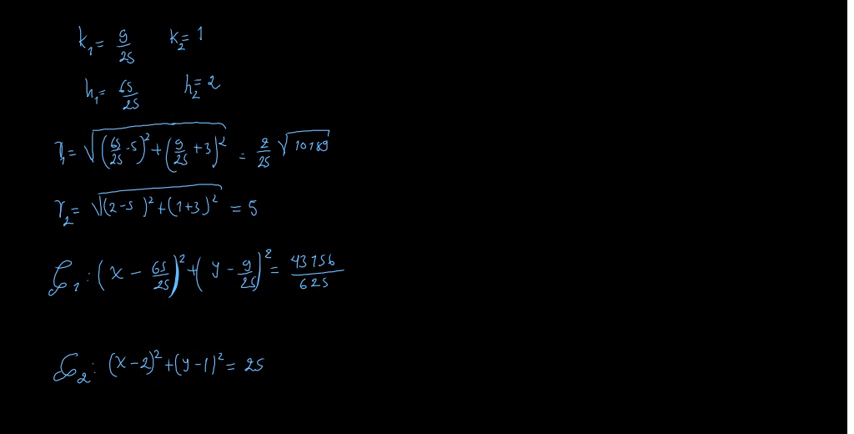 k₁ = 9/25 k₂ = 1
h₁ = 65/25 h₂ = 2
r₁ = √((65/25 - 5)² + (9/25 + 3)²) = 2/25 √10189
r₂ = √((2-5)² + (1+3)²) = 5
C₁: (x - 65/25)² + (y - 9/25)² = 43156/625
C₂: (x-2)² + (y-1)² = 25